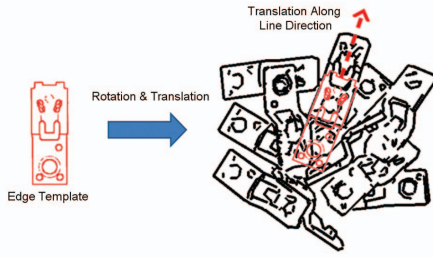 Translation Along
Line Direction
Rotation & Translation
Edge Template